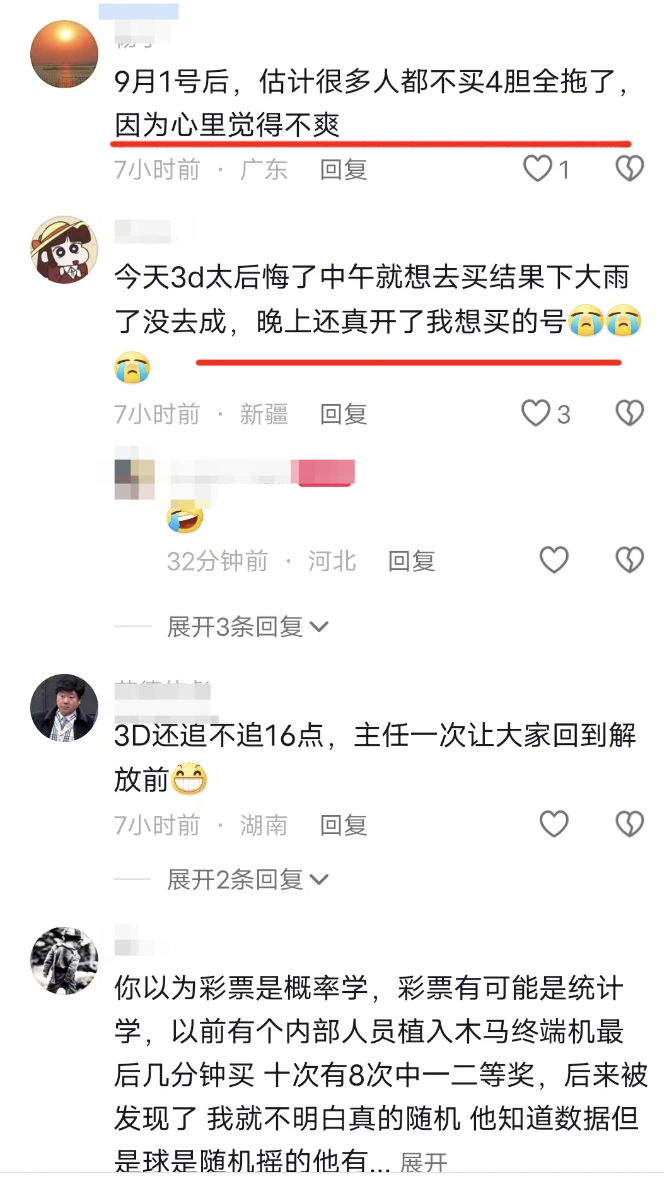 9月1号后，估计很多人都不买4胆全拖了，
因为心里觉得不爽
7小时前 · 广东 回复 1
今天3d太后悔了中午就想去买结果下大雨
了没去成，晚上还真开了我想买的号😭😭
😭
7小时前 · 新疆 回复 3
🤣
32分钟前 · 河北 回复
展开3条回复
3D还追不追16点，主任一次让大家回到解
放前😁
7小时前 · 湖南 回复
展开2条回复
你以为彩票是概率学，彩票有可能是统计
学，以前有个内部人员植入木马终端机最
后几分钟买 十次有8次中一二等奖，后来被
发现了 我就不明白真的随机 他知道数据但
是球是随机摇的他有... 展开